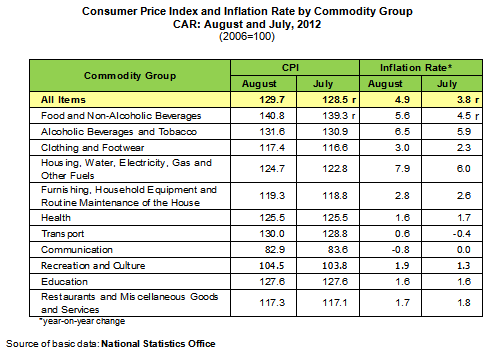 Consumer Price Index and Inflation Rate by Commodity Group
CAR: August and July, 2012
(2006=100)
Commodity Group CPI Inflation Rate*
August July August July
All Items 129.7 128.5 r 4.9 3.8 r
Food and Non-Alcoholic Beverages 140.8 139.3 r 5.6 4.5 r
Alcoholic Beverages and Tobacco 131.6 130.9 6.5 5.9
Clothing and Footwear 117.4 116.6 3.0 2.3
Housing, Water, Electricity, Gas and
Other Fuels 124.7 122.8 7.9 6.0
Furnishing, Household Equipment and
Routine Maintenance of the House 119.3 118.8 2.8 2.6
Health 125.5 125.5 1.6 1.7
Transport 130.0 128.8 0.6 -0.4
Communication 82.9 83.6 -0.8 0.0
Recreation and Culture 104.5 103.8 1.9 1.3
Education 127.6 127.6 1.6 1.6
Restaurants and Miscellaneous Goods
and Services 117.3 117.1 1.7 1.8
*year-on-year change
Source of basic data: National Statistics Office